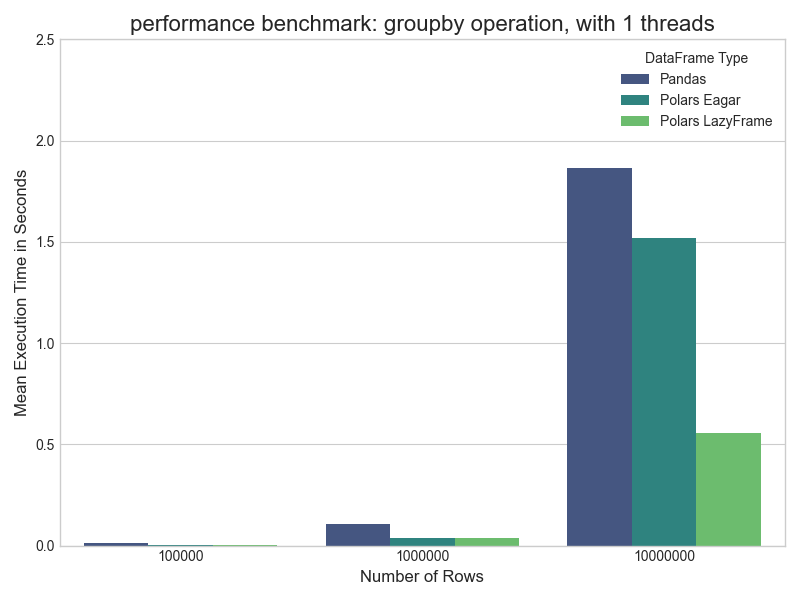 performance benchmark: groupby operation, with 1 threads
2.5
2.0
1.5
1.0
0.5
0.0
Mean Execution Time in Seconds
DataFrame Type
Pandas
Polars Eagar
Polars LazyFrame
100000
1000000
10000000
Number of Rows